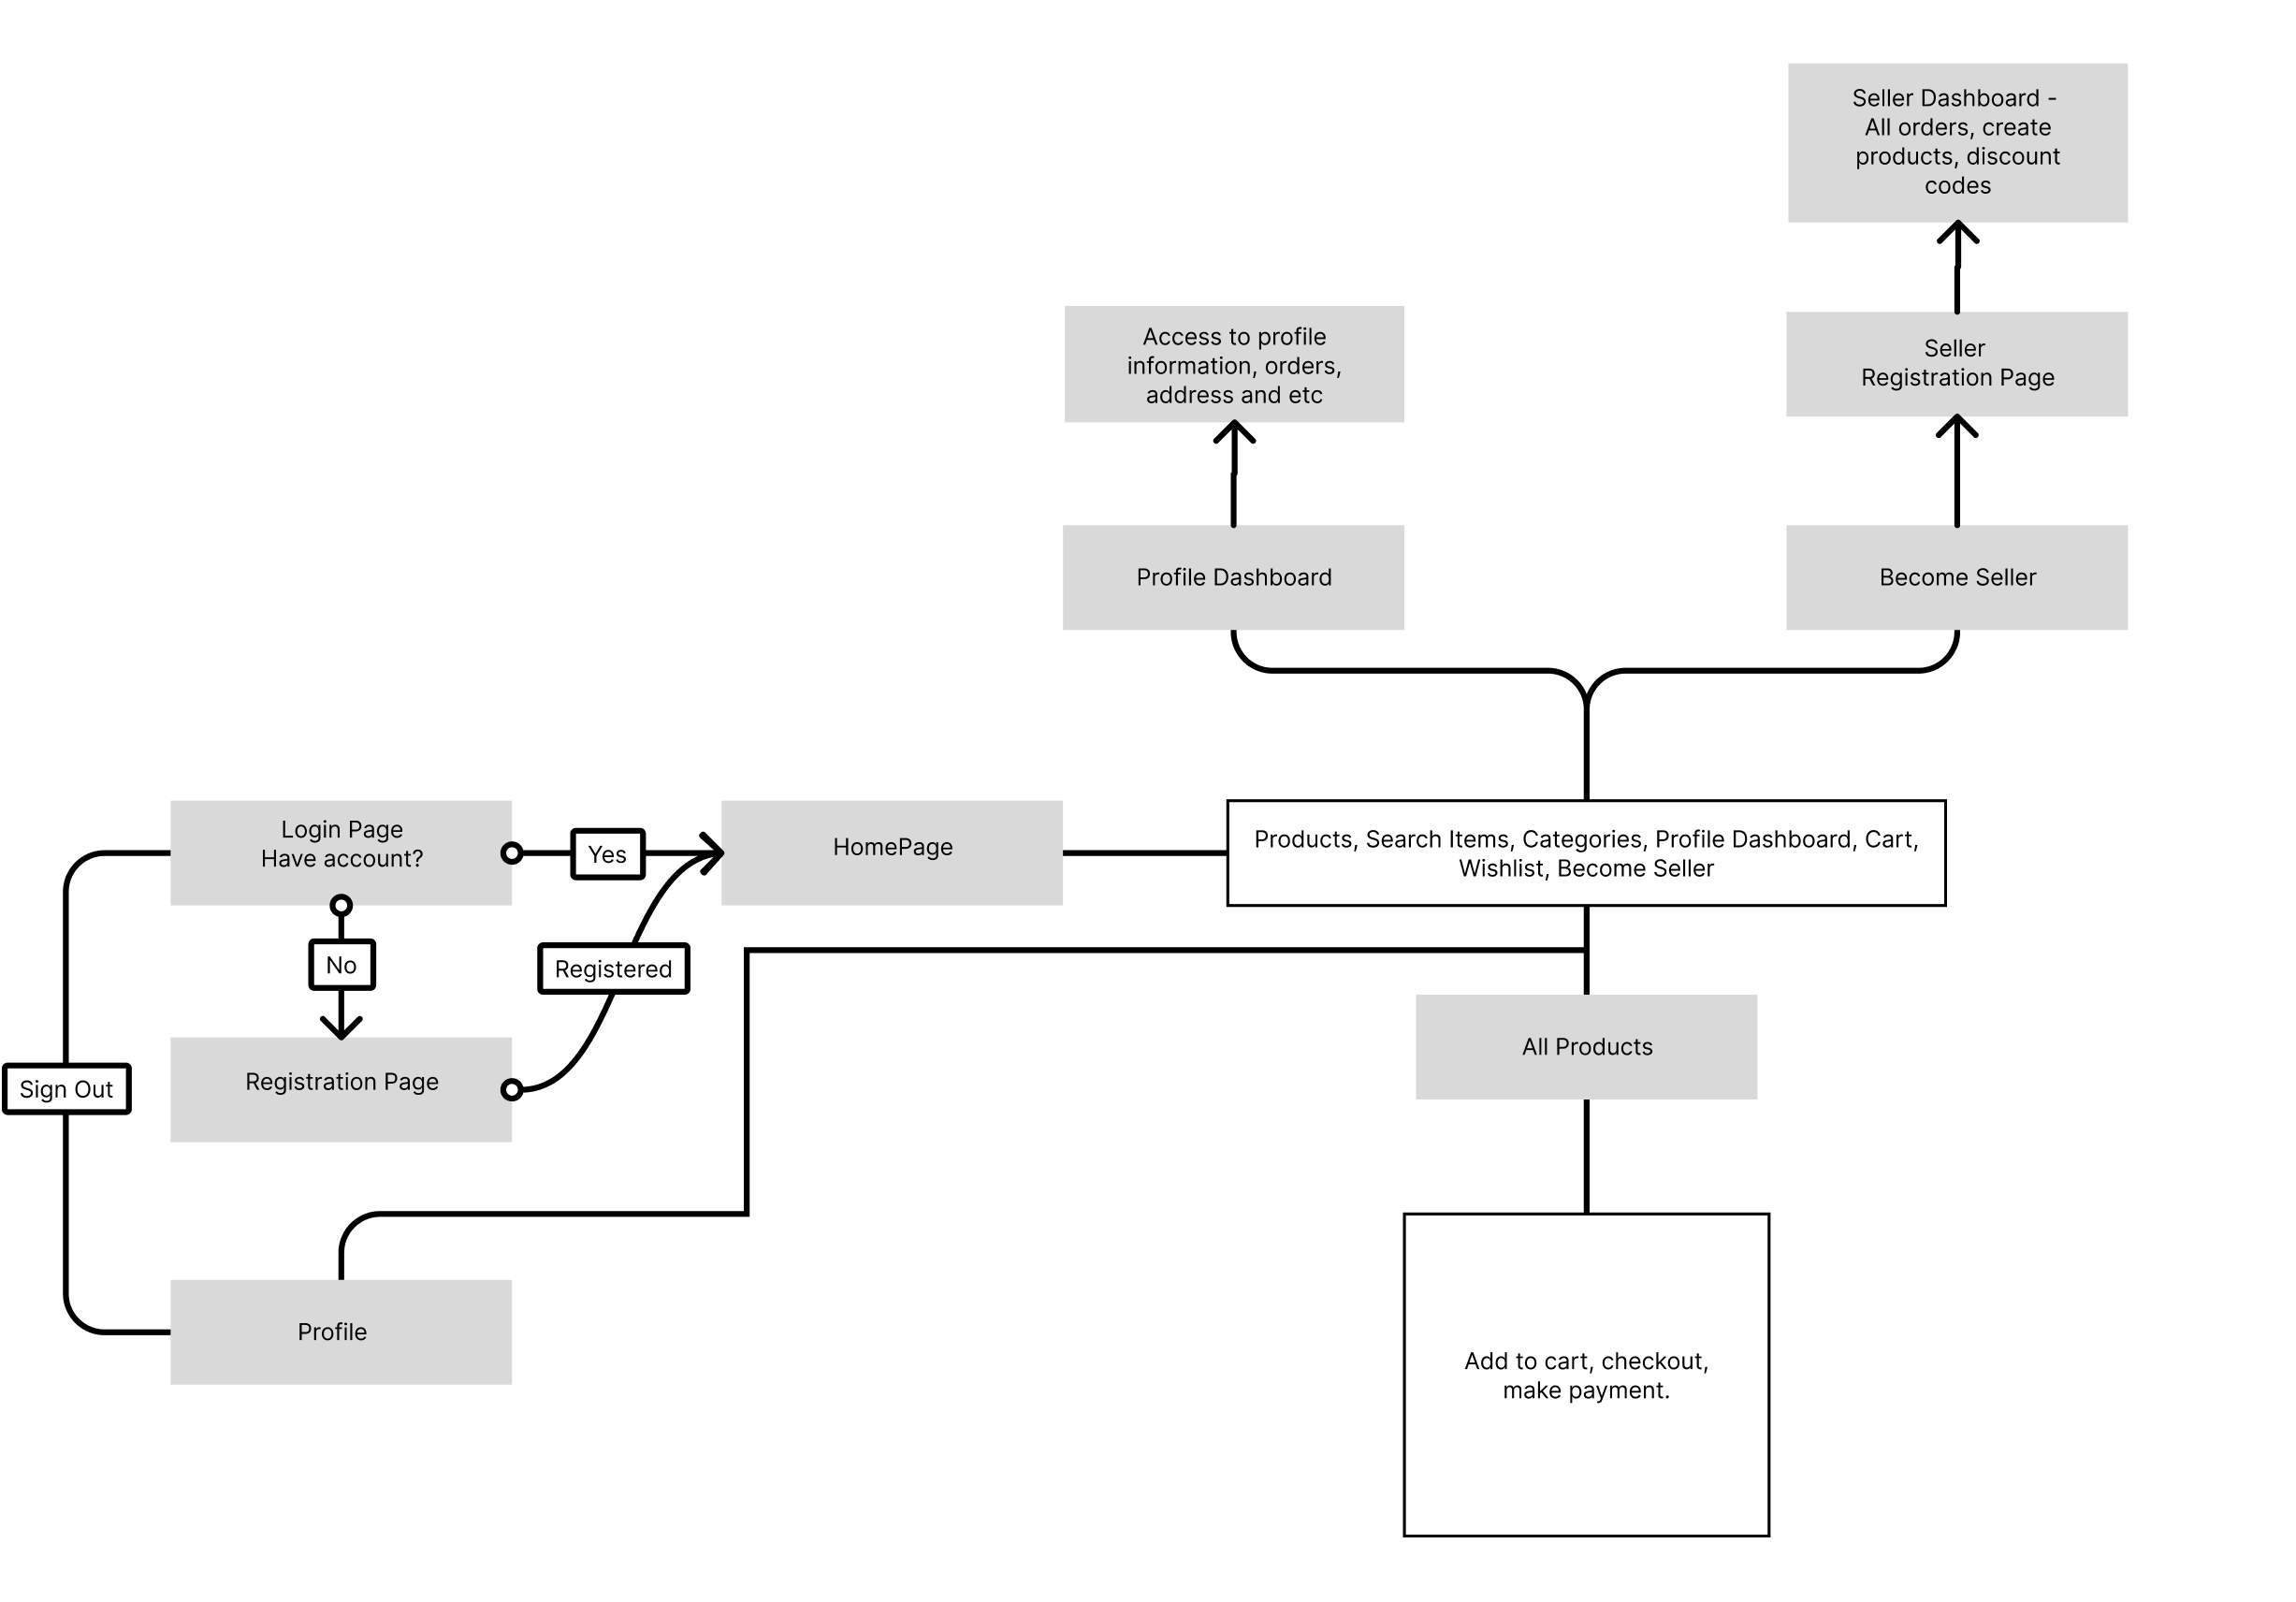 Seller Dashboard -
All orders, create
products, discount
codes
Access to profile
information, orders,
address and etc
Seller
Registration Page
Profile Dashboard
Become Seller
Login Page
Have account?
Yes
HomePage
Products, Search Items, Categories, Profile Dashboard, Cart,
Wishlist, Become Seller
No
Registered
All Products
Registration Page
Sign Out
Profile
Add to cart, checkout,
make payment.